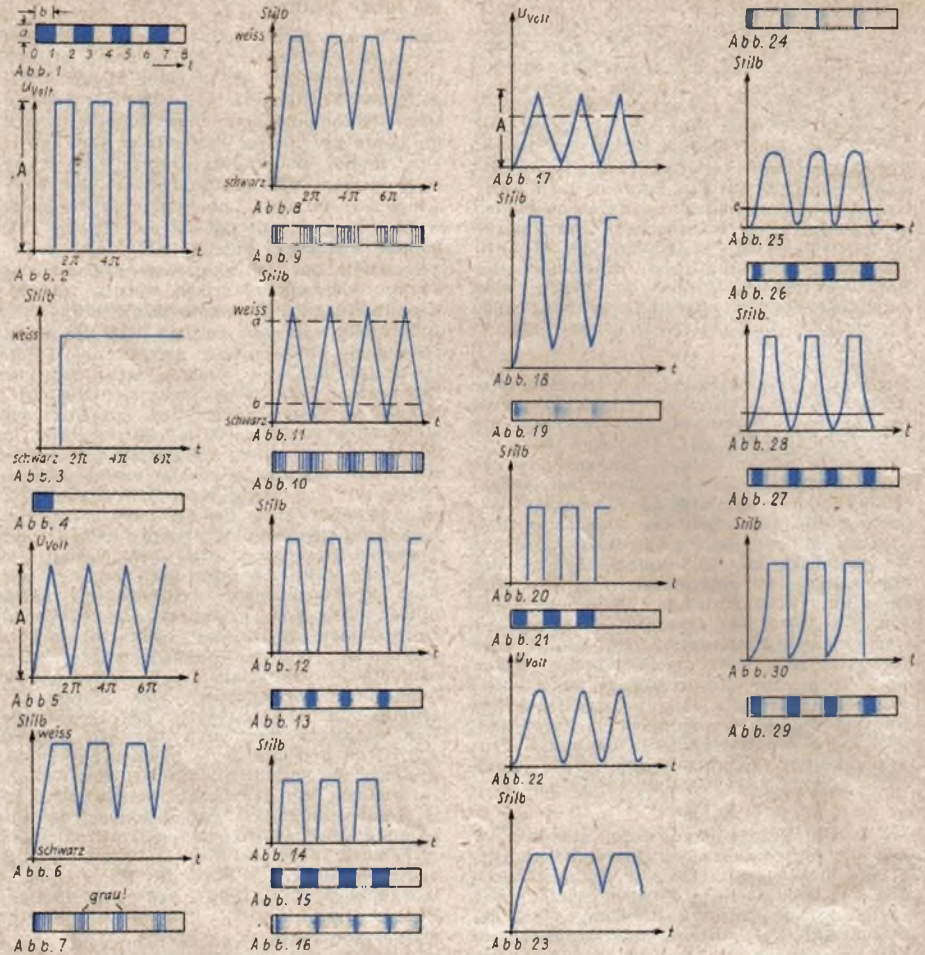 b
a
0 1 2 3 4 5 6 7 8
t
Abb. 1
U Volt
A
2π 4π
t
Abb. 2
Stilb
weiss
schwarz 2π 4π 6π
t
Abb. 3
Abb. 4
U Volt
A
2π 4π 6π
t
Abb 5
Stilb
weiss
schwarz
t
Abb 6
grau!
Abb. 7
Stilb
weiss
schwarz
2π 4π 6π
t
Abb. 8
Abb. 9
Stilb
weiss
a
b
schwarz
t
Abb. 11
Abb. 10
Stilb
t
Abb. 12
Abb. 13
Stilb
t
Abb. 14
Abb. 15
Abb. 16
U Volt
A
t
Abb. 17
Stilb
t
Abb. 18
Abb. 19
Stilb
t
Abb. 20
Abb. 21
U Volt
t
Abb. 22
Stilb
t
Abb. 23
Abb. 24
Stilb
t
Abb. 25
Abb. 26
Stilb
t
Abb. 28
Abb. 27
Stilb
t
Abb. 30
Abb. 29